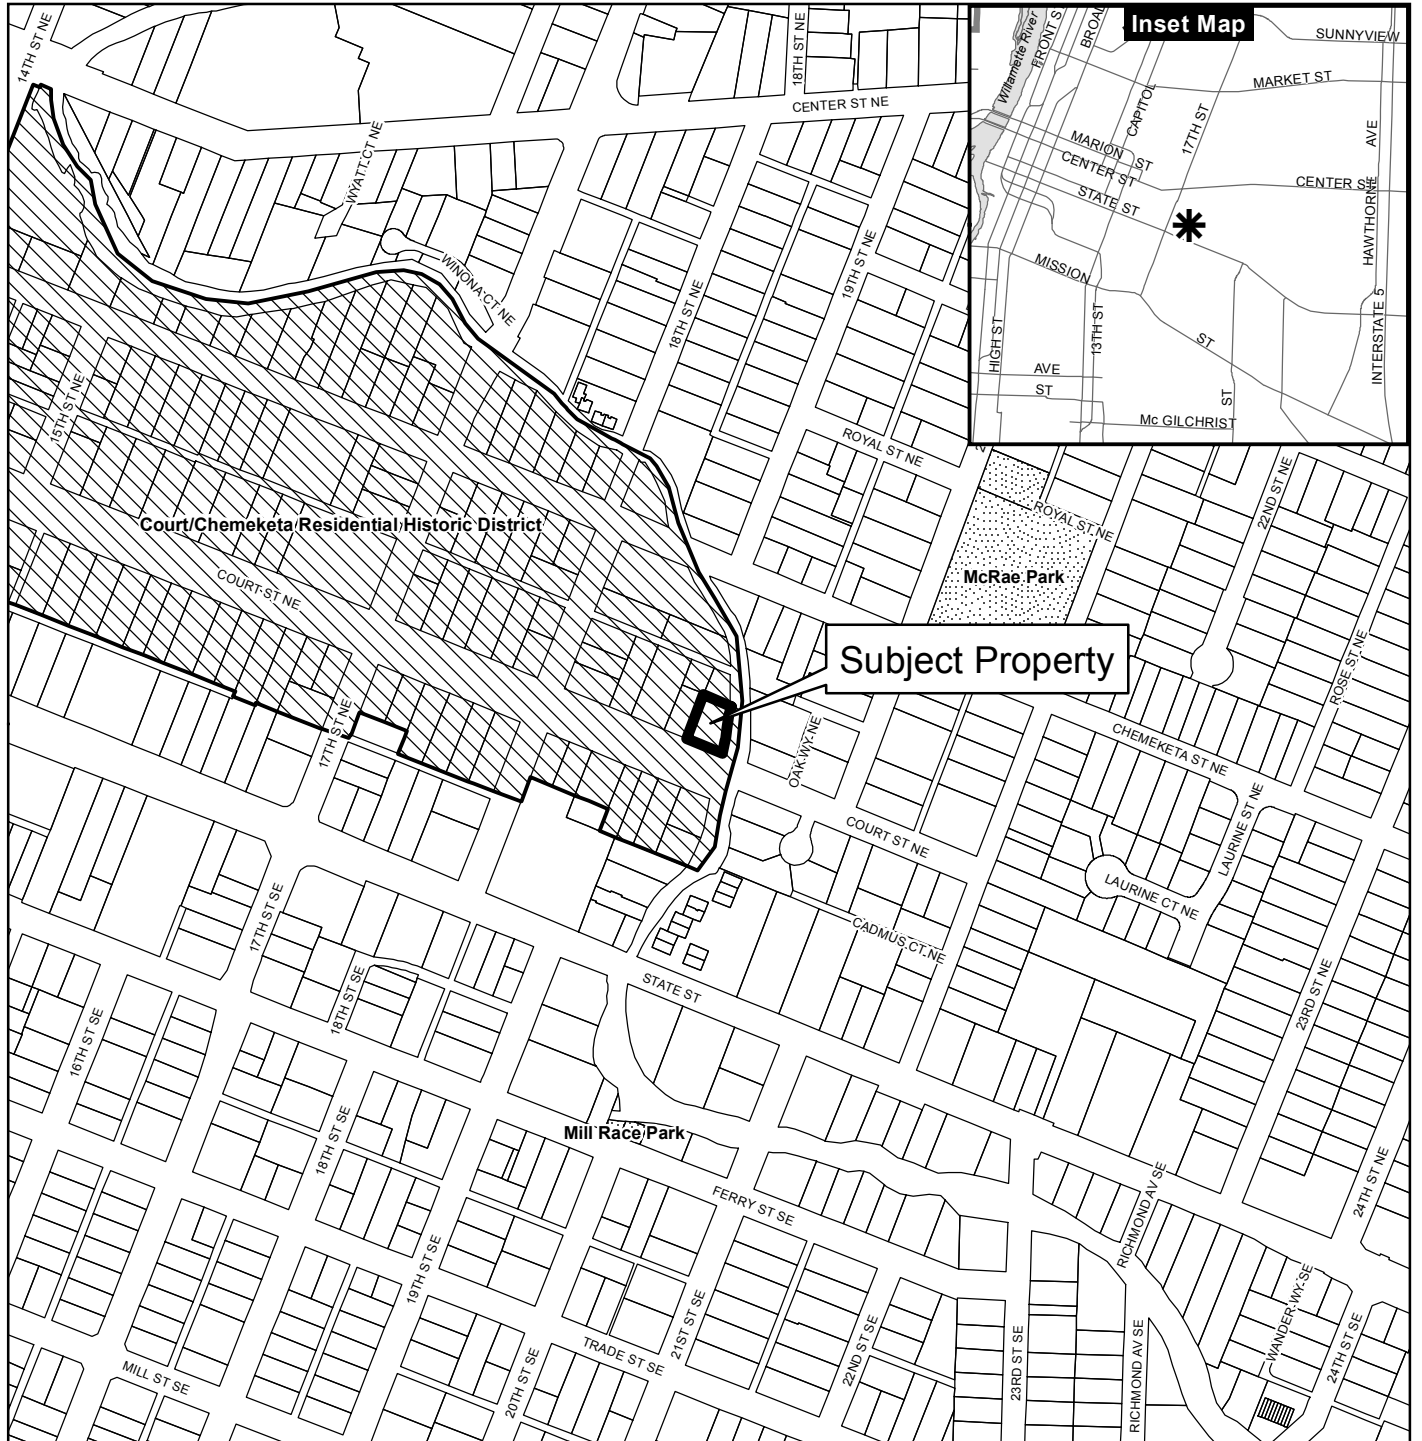 14TH ST NE
18TH ST NE
CENTER ST NE
WYATT CT NE
WINONA CT NE
18TH ST NE
19TH ST NE
15TH ST NE
ROYAL ST NE
ROYAL ST NE
22ND ST NE
Court/Chemeketa Residential Historic District
COURT ST NE
McRae Park
Subject Property
ROSE ST NE
17TH ST NE
OAK WY NE
CHEMEKETA ST NE
COURT ST NE
LAURINE ST NE
LAURINE CT NE
CADMUS CT NE
17TH ST SE
18TH ST SE
STATE ST
23RD ST NE
16TH ST SE
18TH ST SE
Mill Race Park
FERRY ST SE
RICHMOND AV SE
24TH ST NE
19TH ST SE
21ST ST SE
22ND ST SE
23RD ST SE
RICHMOND AV SE
WANDER WY SE
24TH ST SE
TRADE ST SE
20TH ST SE
MILL ST SE
Inset Map
Willamette River
FRONT S
BROAD
SUNNYVIEW
MARKET ST
CAPITOL
17TH ST
AVE
MARION ST
CENTER ST
CENTER ST
STATE ST
HAWTHORNE
MISSION
ST
HIGH ST
13TH ST
INTERSTATE 5
AVE
ST
ST
Mc GILCHRIST